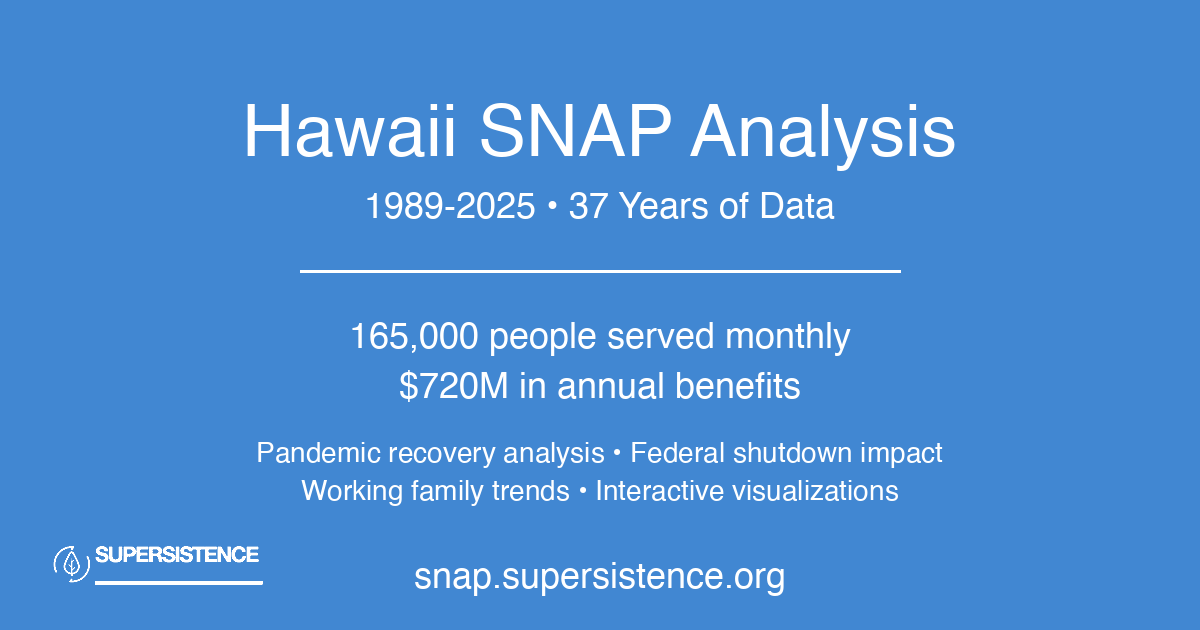 Hawaii SNAP Analysis
1989-2025 • 37 Years of Data
165,000 people served monthly
$720M in annual benefits
Pandemic recovery analysis • Federal shutdown impact
Working family trends • Interactive visualizations
SUPERSISTENCE
snap.supersistence.org